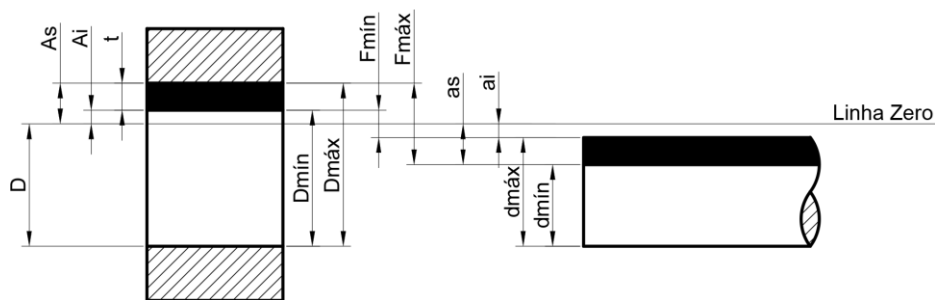 As
Ai
t
Fmín
Fmáx
as
ai
Linha Zero
D
Dmín
Dmáx
dmáx
dmín